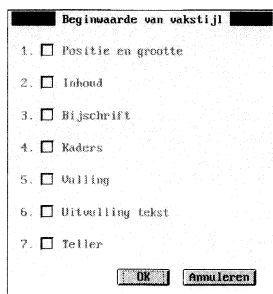 Beginwaarde van vakstijl
1. Positie en grootte
2. Inhoud
3. Bijschrift
4. Kaders
5. Vulling
6. Uitvulling tekst
7. Teller
OK Annuleren